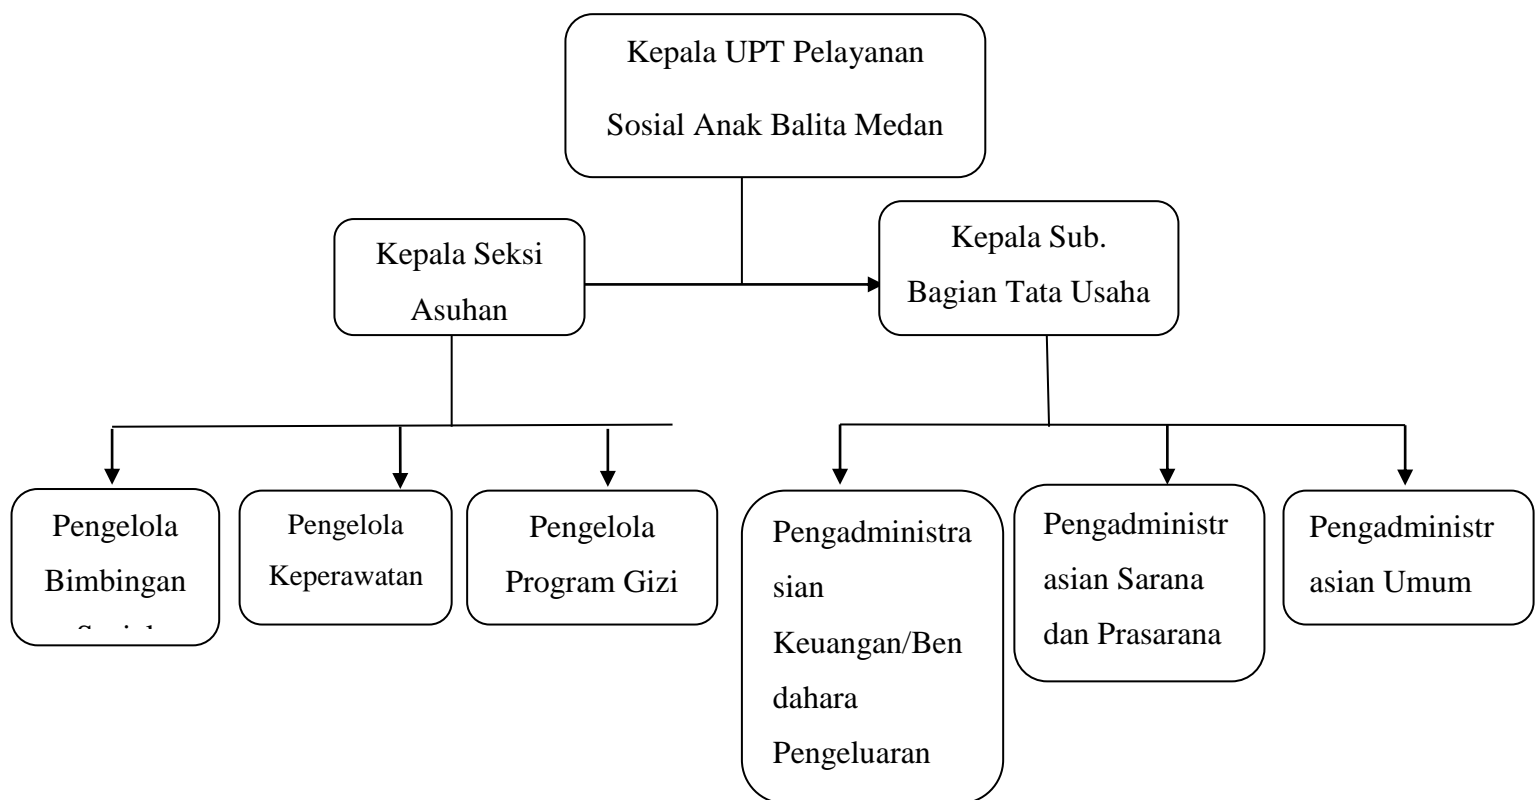 Kepala UPT Pelayanan
Sosial Anak Balita Medan
Kepala Seksi
Asuhan
Kepala Sub.
Bagian Tata Usaha
Pengelola
Bimbingan
Pengelola
Keperawatan
Pengelola
Program Gizi
Pengadministra
sian
Keuangan/Ben
dahara
Pengeluaran
Pengadministr
asian Sarana
dan Prasarana
Pengadministr
asian Umum